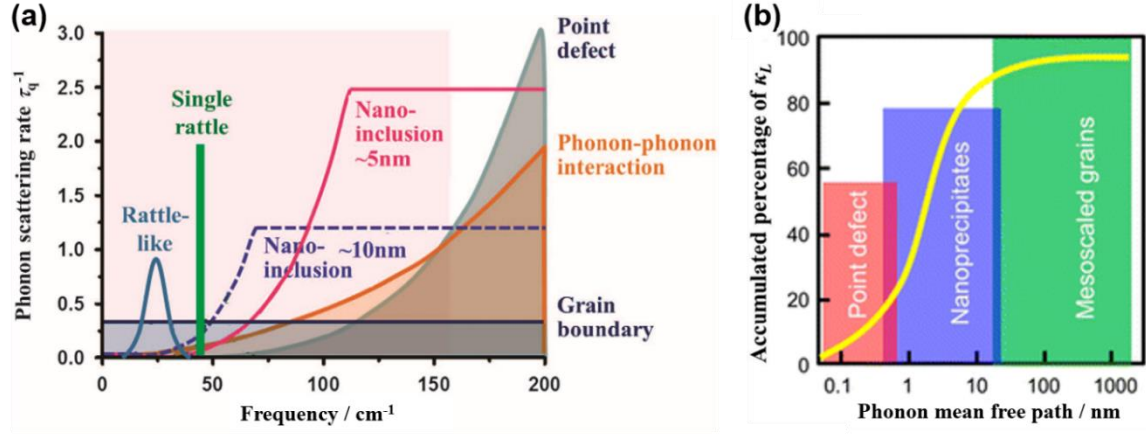 (a)
Phonon scattering rate τq⁻¹
3.0
2.5
2.0
1.5
1.0
0.5
0.0
0
50
100
150
200
Frequency / cm⁻¹
Rattle-
like
Single
rattle
Nano-
inclusion
~5nm
Nano-
inclusion
~10nm
Point
defect
Phonon-phonon
interaction
Grain
boundary
(b)
Accumulated percentage of κL
100
80
60
40
20
0
0.1
1
10
100
1000
Phonon mean free path / nm
Point defect
Nanoprecipitates
Mesoscaled grains